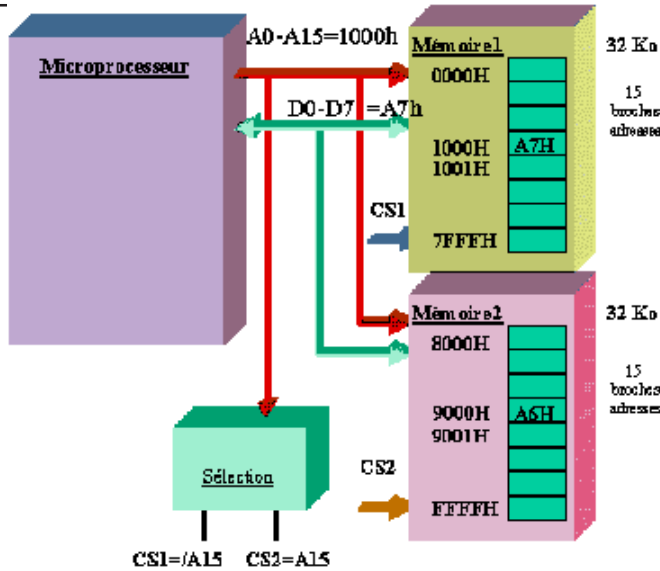 Microprocesseur
A0-A15=1000h
D0-D7 =A7h
Mémoire1
0000H
1000H A7H
1001H
7FFFH
CS1
32 Ko
15
broches
adresses
Mémoire2
8000H
9000H A6H
9001H
FFFFH
CS2
32 Ko
15
broches
adresses
Sélection
CS1=/A15 CS2=A15